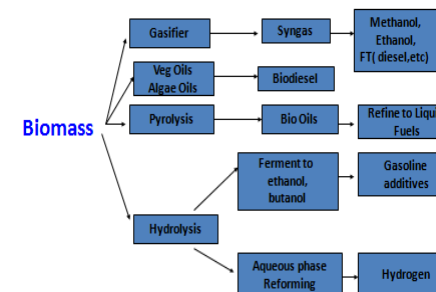 Gasifier
Syngas
Methanol,
Ethanol,
FT( diesel,etc)
Veg Oils
Algae Oils
Biodiesel
Biomass
Pyrolysis
Bio Oils
Refine to Liqui
Fuels
Ferment to
ethanol,
butanol
Gasoline
additives
Hydrolysis
Aqueous phase
Reforming
Hydrogen